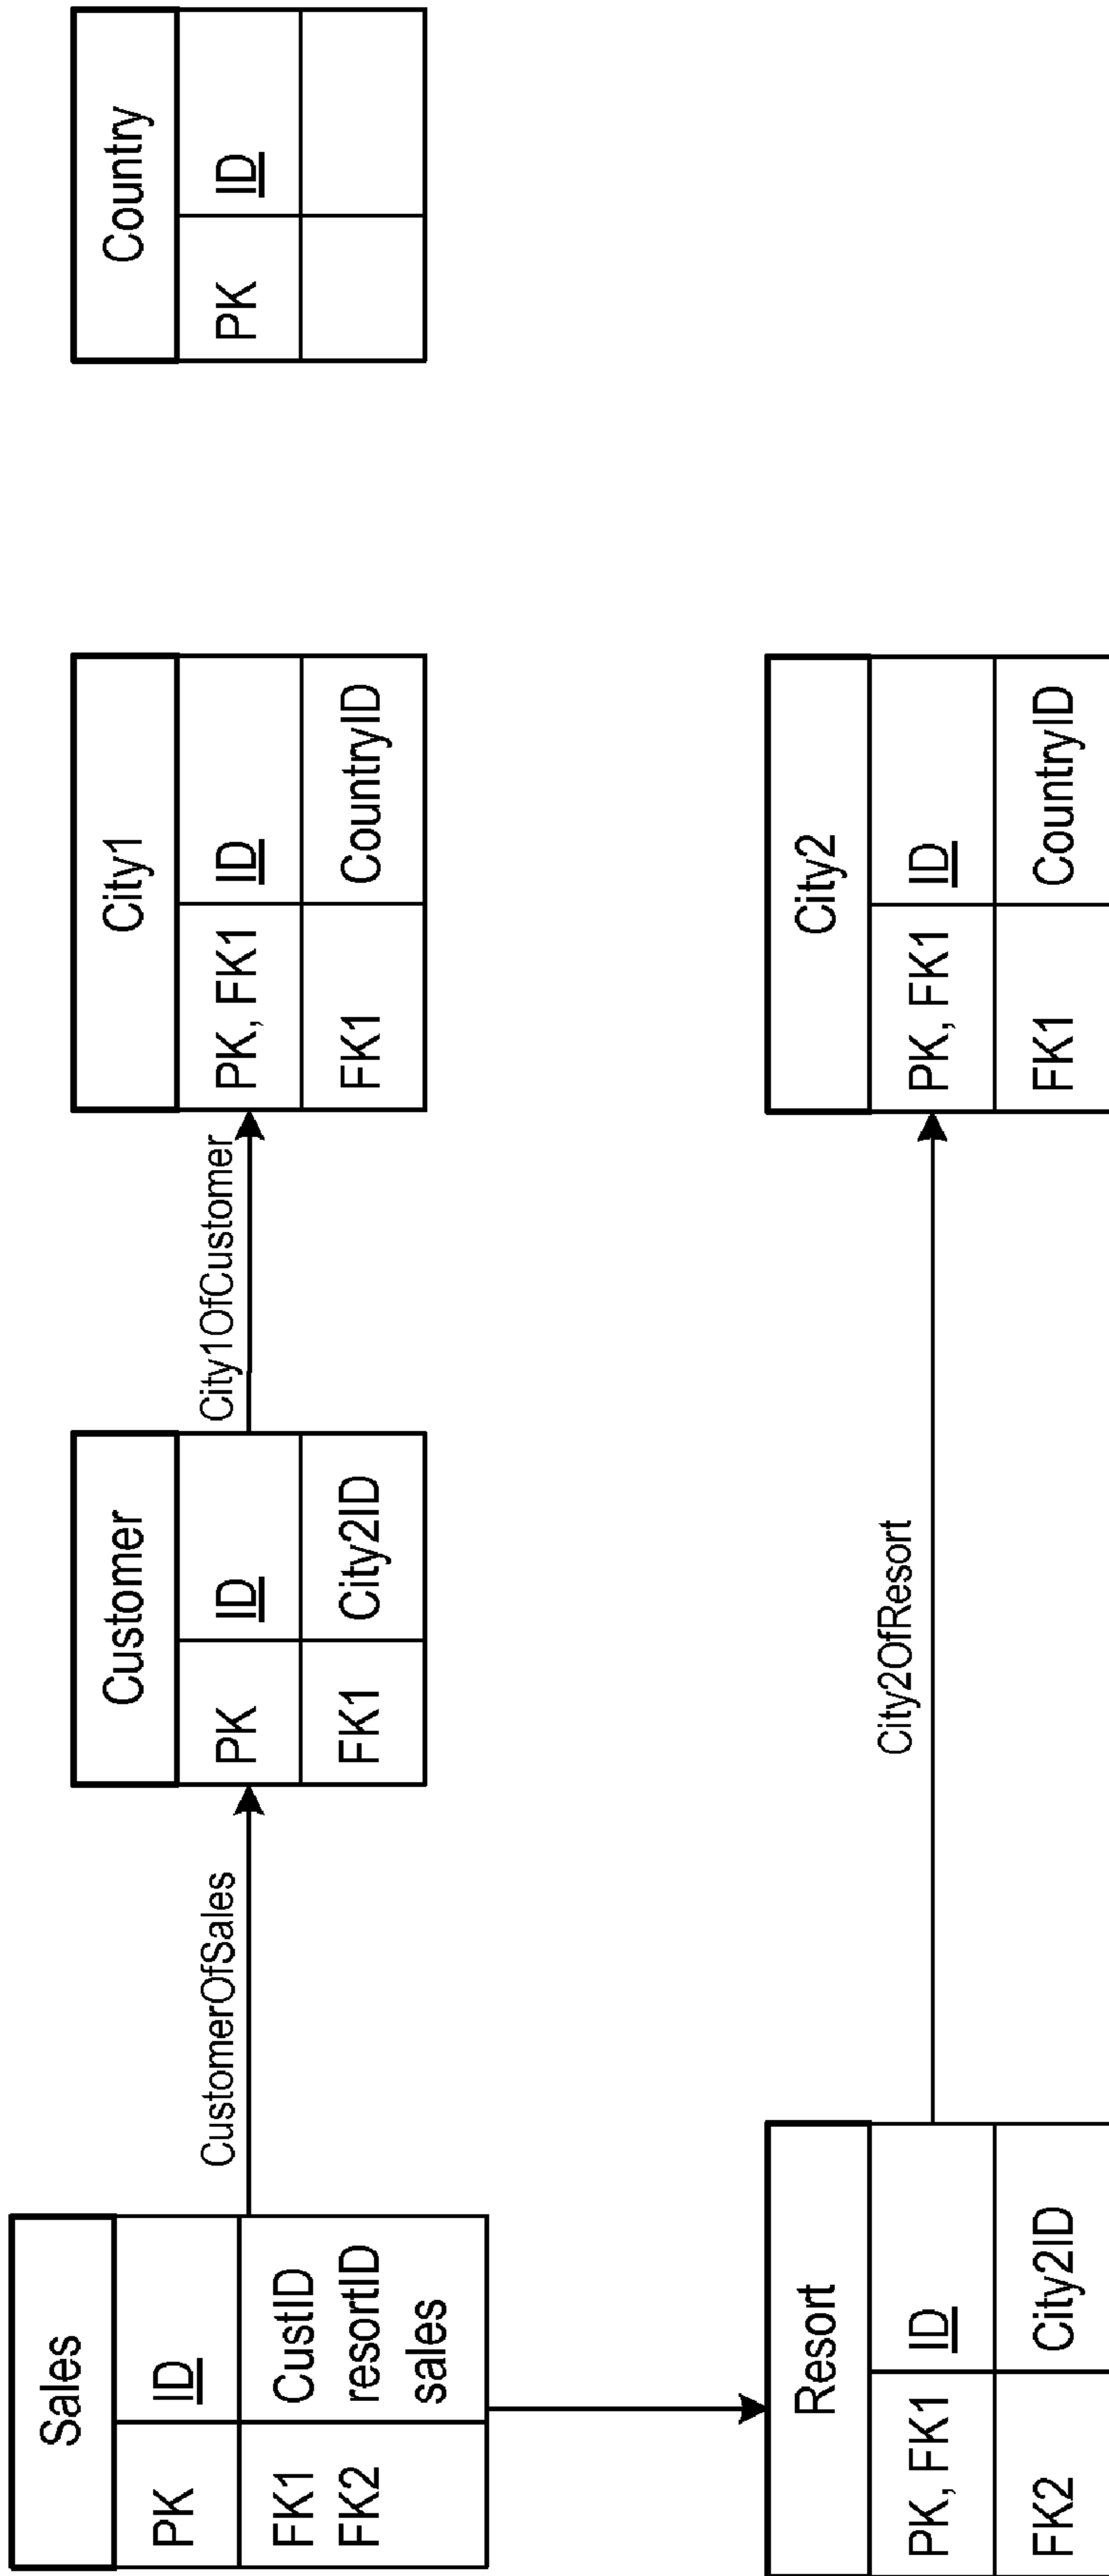 Sales
PK ID
FK1 CustID
FK2 resortID
sales
CustomerOfSales
Customer
PK ID
FK1 City2ID
City1OfCustomer
City1
PK, FK1 ID
FK1 CountryID
Country
PK ID
Resort
PK, FK1 ID
FK2 City2ID
City2OfResort
City2
PK, FK1 ID
FK1 CountryID